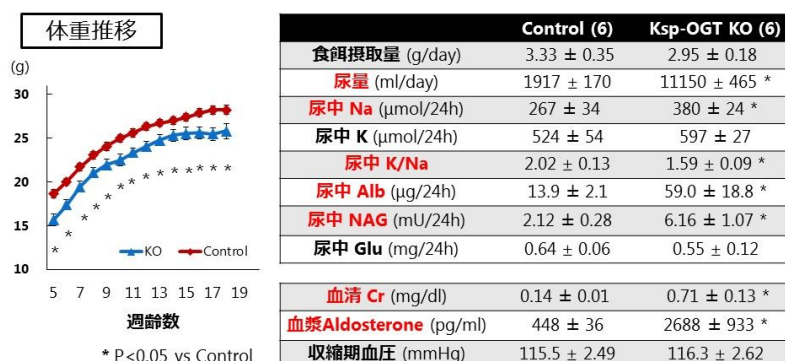 体重推移
(g)
30
25
20
15
10
* * * * * * * * * * * * * *
KO Control
5 7 9 11 13 15 17 19
週齢数
* P<0.05 vs Control
Control (6) Ksp-OGT KO (6)
食餌摂取量 (g/day) 3.33 ± 0.35 2.95 ± 0.18
尿量 (ml/day) 1917 ± 170 11150 ± 465 *
尿中 Na (μmol/24h) 267 ± 34 380 ± 24 *
尿中 K (μmol/24h) 524 ± 54 597 ± 27
尿中 K/Na 2.02 ± 0.13 1.59 ± 0.09 *
尿中 Alb (μg/24h) 13.9 ± 2.1 59.0 ± 18.8 *
尿中 NAG (mU/24h) 2.12 ± 0.28 6.16 ± 1.07 *
尿中 Glu (mg/24h) 0.64 ± 0.06 0.55 ± 0.12
血清 Cr (mg/dl) 0.14 ± 0.01 0.71 ± 0.13 *
血漿Aldosterone (pg/ml) 448 ± 36 2688 ± 933 *
収縮期血圧 (mmHg) 115.5 ± 2.49 116.3 ± 2.62